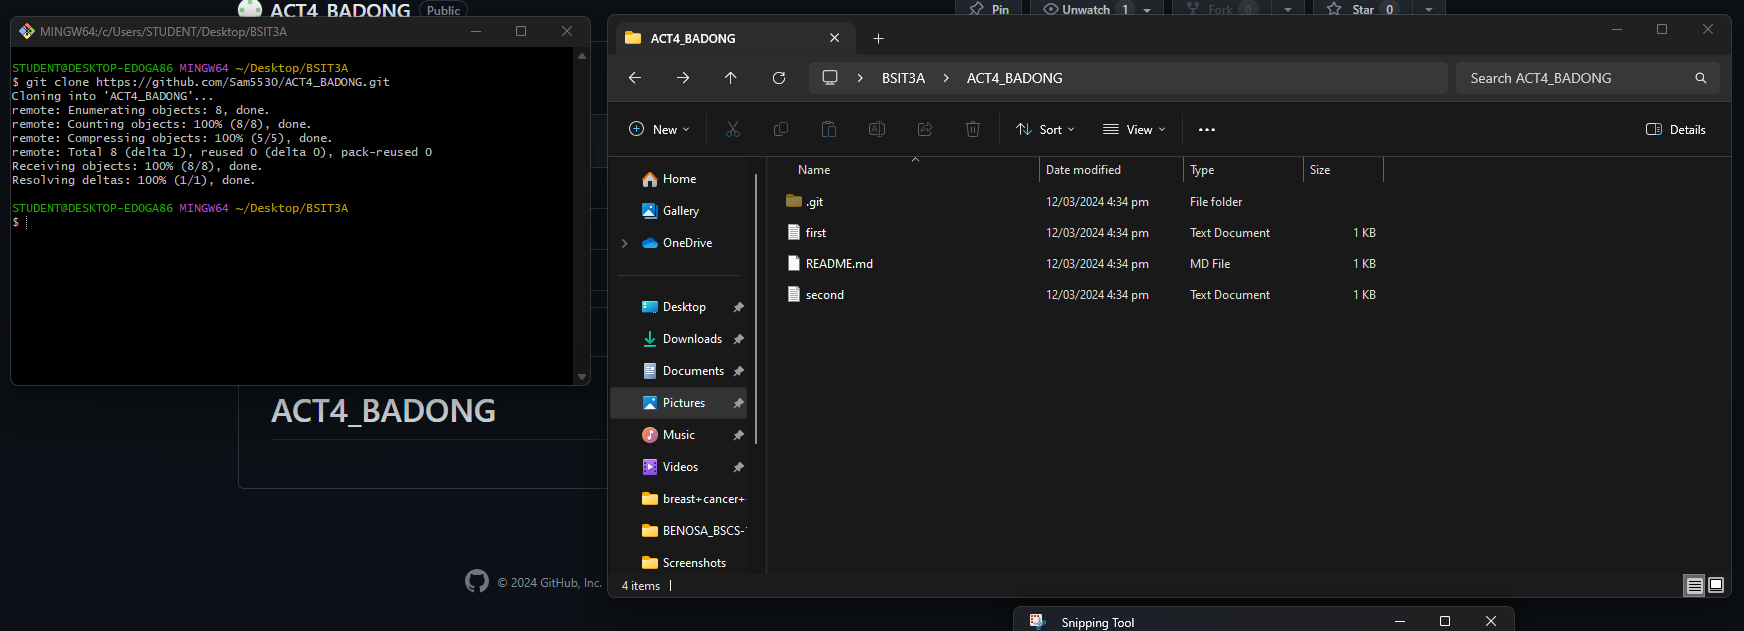 ACT4_BADONG Public
Pin Unwatch 1 Fork 0 Star 0
MINGW64:/c/Users/STUDENT/Desktop/BSIT3A
STUDENT@DESKTOP-EDOGA86 MINGW64 ~/Desktop/BSIT3A
$ git clone https://github.com/Sam5530/ACT4_BADONG.git
Cloning into 'ACT4_BADONG'...
remote: Enumerating objects: 8, done.
remote: Counting objects: 100% (8/8), done.
remote: Compressing objects: 100% (5/5), done.
remote: Total 8 (delta 1), reused 0 (delta 0), pack-reused 0
Receiving objects: 100% (8/8), done.
Resolving deltas: 100% (1/1), done.
STUDENT@DESKTOP-EDOGA86 MINGW64 ~/Desktop/BSIT3A
$
ACT4_BADONG
© 2024 GitHub, Inc.
ACT4_BADONG
BSIT3A > ACT4_BADONG
Search ACT4_BADONG
New Sort View ... Details
Home
Gallery
OneDrive
Desktop
Downloads
Documents
Pictures
Music
Videos
breast+cancer+
BENOSA_BSCS-
Screenshots
Name Date modified Type Size
.git 12/03/2024 4:34 pm File folder
first 12/03/2024 4:34 pm Text Document 1 KB
README.md 12/03/2024 4:34 pm MD File 1 KB
second 12/03/2024 4:34 pm Text Document 1 KB
4 items
Snipping Tool